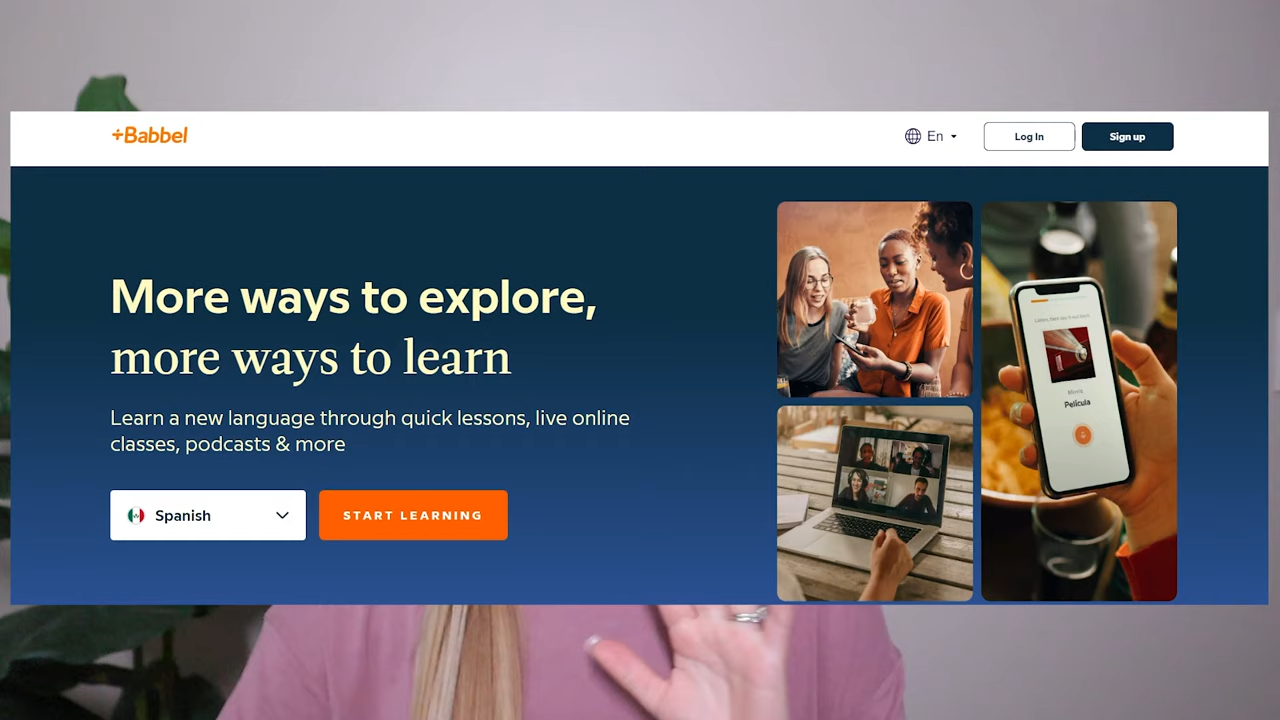 +Babbel
En
Log In
Sign up
More ways to explore,
more ways to learn
Learn a new language through quick lessons, live online
classes, podcasts & more
Spanish
START LEARNING
Película